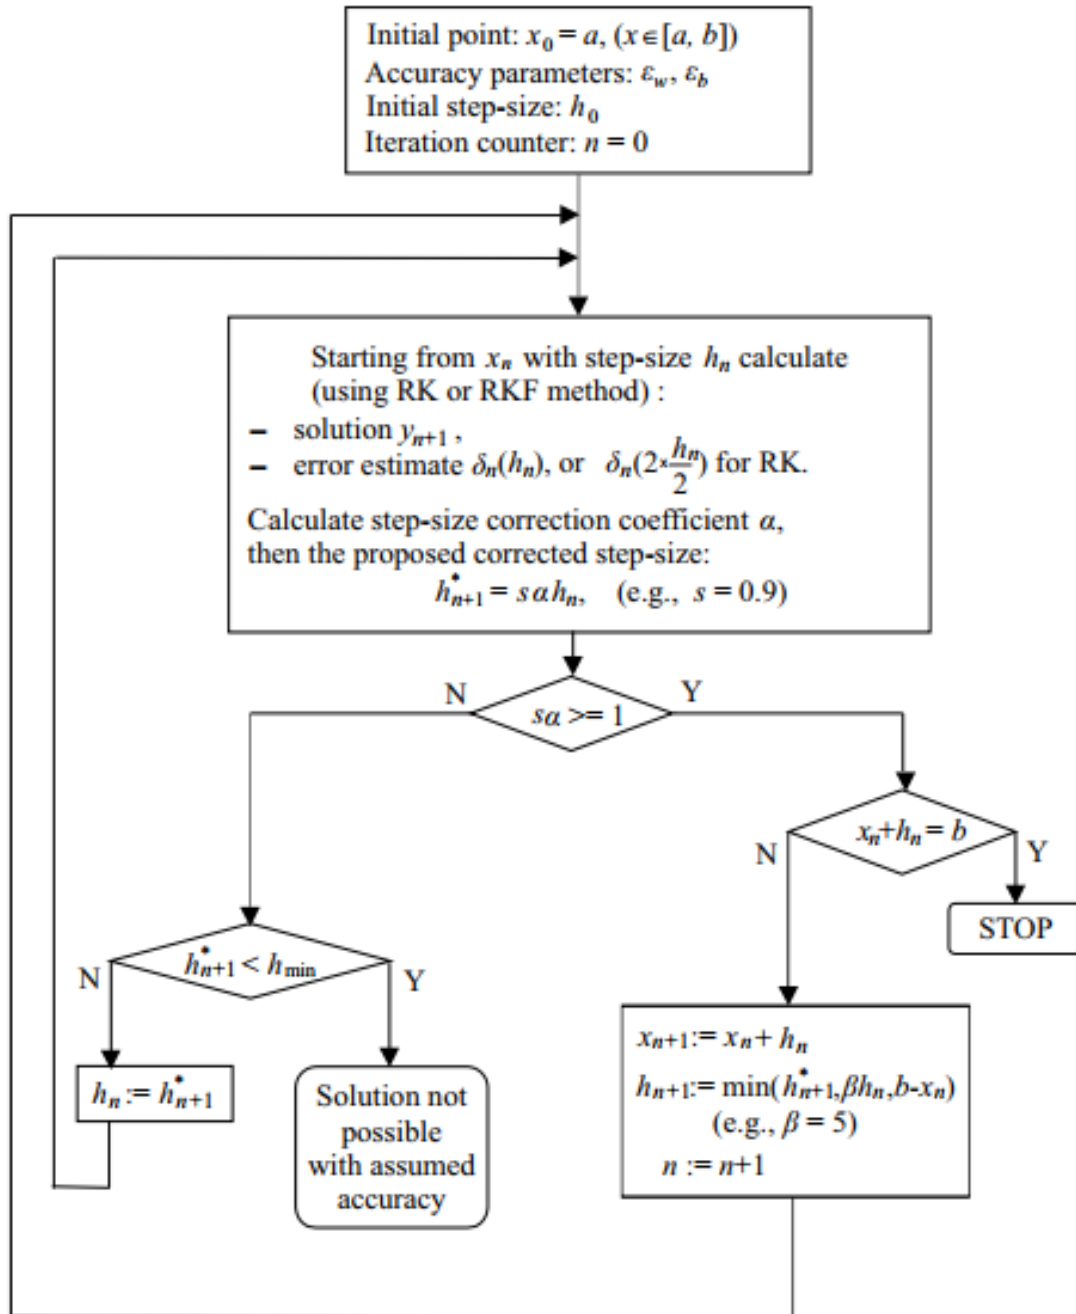 Initial point: x₀ = a, (x∈[a, b])
Accuracy parameters: εw, εb
Initial step-size: h₀
Iteration counter: n = 0
Starting from xₙ with step-size hₙ calculate
(using RK or RKF method) :
– solution yₙ₊₁ ,
– error estimate δₙ(hₙ), or δₙ(2×hₙ/2) for RK.
Calculate step-size correction coefficient α,
then the proposed corrected step-size:
h*ₙ₊₁ = s α hₙ, (e.g., s = 0.9)
N
sα >= 1
Y
N
xₙ+hₙ = b
Y
STOP
N
h*ₙ₊₁ < hmin
Y
hₙ := h*ₙ₊₁
Solution not
possible
with assumed
accuracy
xₙ₊₁:= xₙ + hₙ
hₙ₊₁:= min(h*ₙ₊₁,βhₙ,b-xₙ)
(e.g., β = 5)
n := n+1